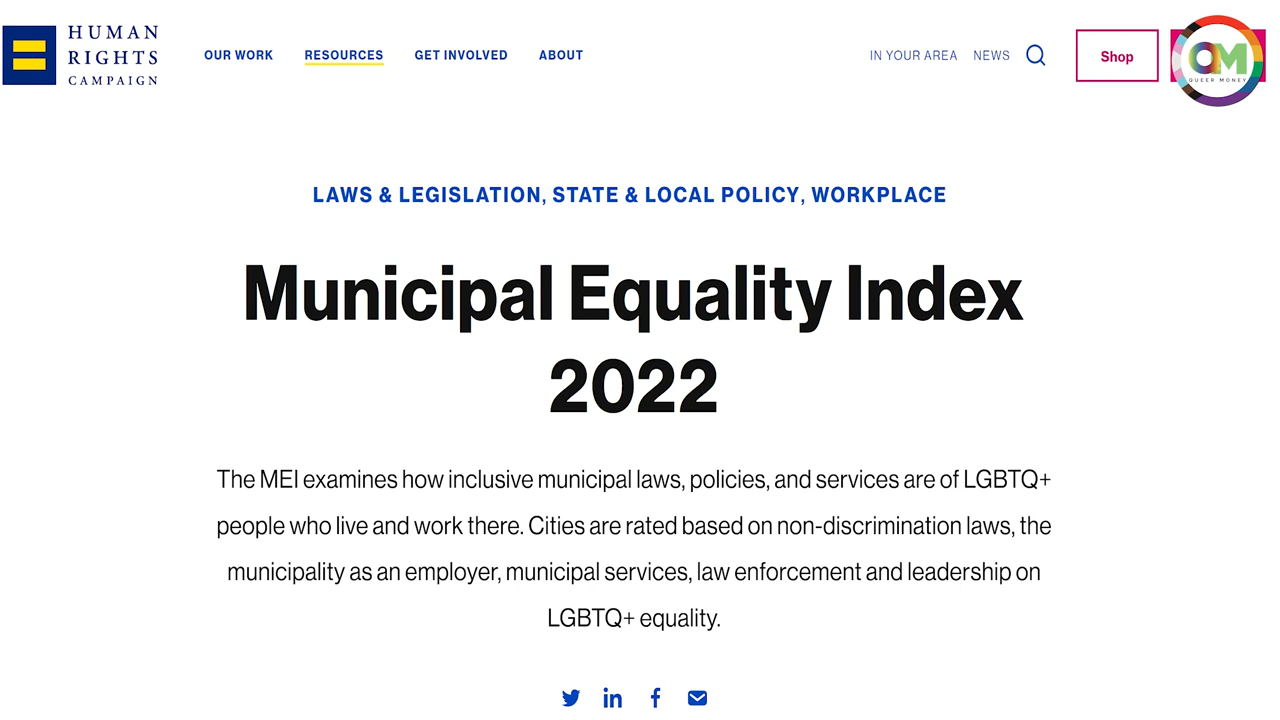 HUMAN
RIGHTS
CAMPAIGN
OUR WORK
RESOURCES
GET INVOLVED
ABOUT
IN YOUR AREA
NEWS
Shop
QM
QUEER MONEY
LAWS & LEGISLATION, STATE & LOCAL POLICY, WORKPLACE
Municipal Equality Index
2022
The MEI examines how inclusive municipal laws, policies, and services are of LGBTQ+
people who live and work there. Cities are rated based on non-discrimination laws, the
municipality as an employer, municipal services, law enforcement and leadership on
LGBTQ+ equality.